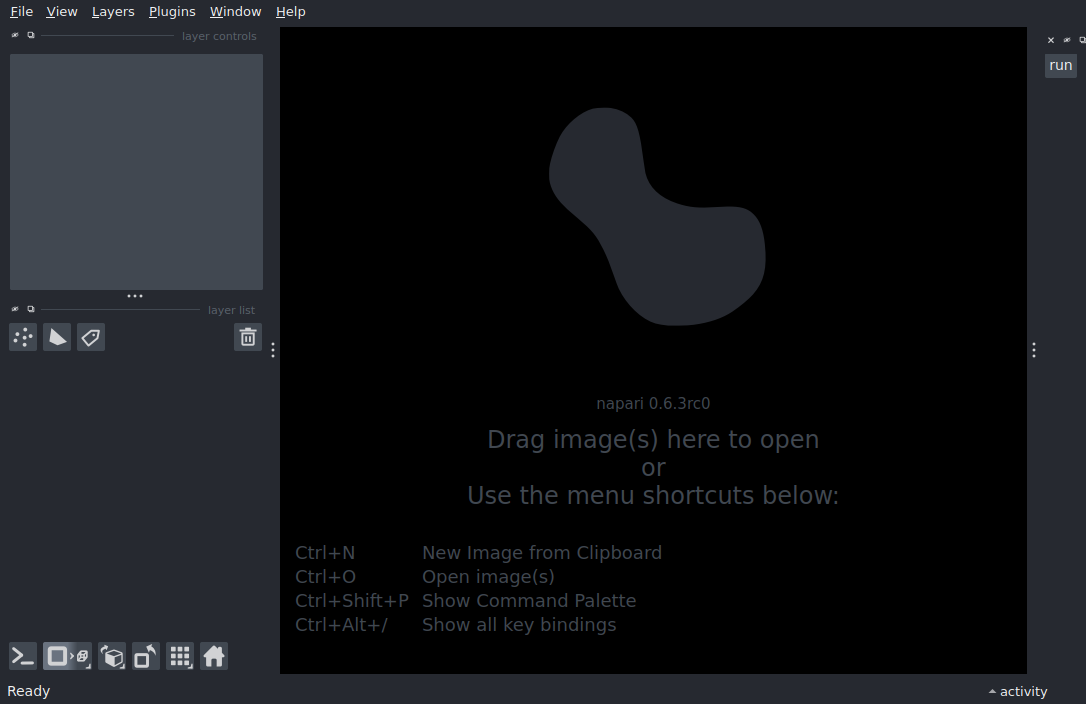 File View Layers Plugins Window Help
layer controls
run
layer list
napari 0.6.3rc0
Drag image(s) here to open
or
Use the menu shortcuts below:
Ctrl+N New Image from Clipboard
Ctrl+O Open image(s)
Ctrl+Shift+P Show Command Palette
Ctrl+Alt+/ Show all key bindings
Ready
activity